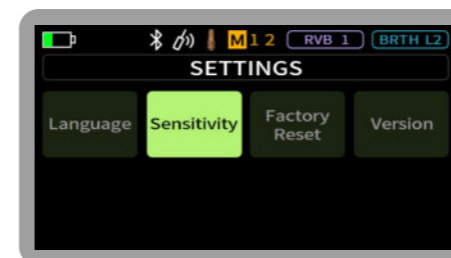 M 1 2 RVB 1 BRTH L2
SETTINGS
Language Sensitivity Factory Reset Version